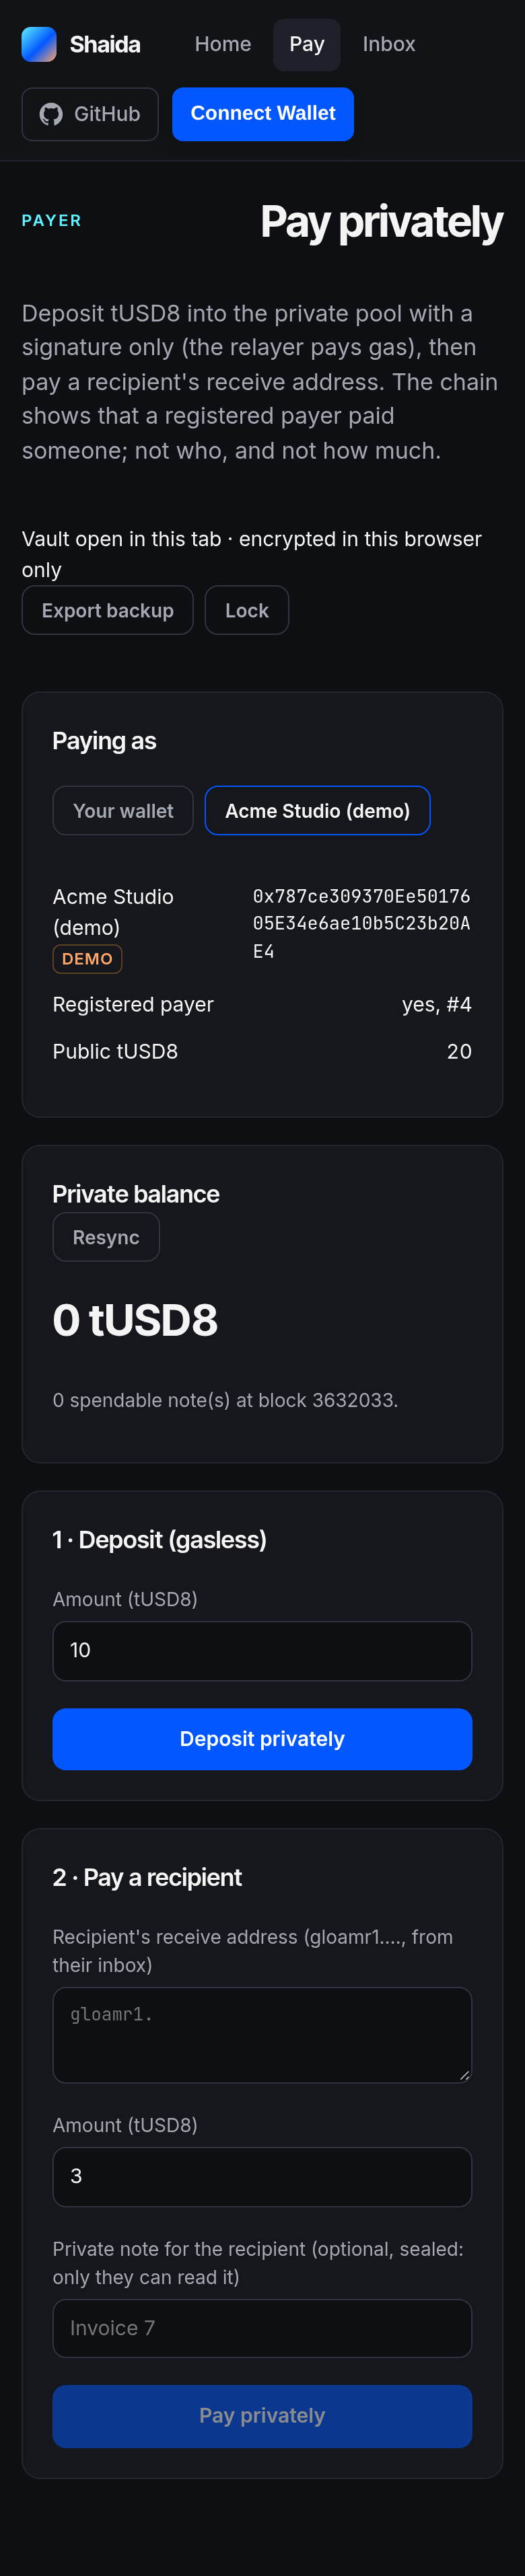 Shaida
Home
Pay
Inbox
GitHub
Connect Wallet
PAYER
Pay privately
Deposit tUSD8 into the private pool with a
signature only (the relayer pays gas), then
pay a recipient's receive address. The chain
shows that a registered payer paid
someone; not who, and not how much.
Vault open in this tab · encrypted in this browser
only
Export backup
Lock
Paying as
Your wallet
Acme Studio (demo)
Acme Studio
(demo)
DEMO
0x787ce309370Ee50176
05E34e6ae10b5C23b20A
E4
Registered payer
yes, #4
Public tUSD8
20
Private balance
Resync
0 tUSD8
0 spendable note(s) at block 3632033.
1 · Deposit (gasless)
Amount (tUSD8)
10
Deposit privately
2 · Pay a recipient
Recipient's receive address (gloamr1...., from
their inbox)
gloamr1.
Amount (tUSD8)
3
Private note for the recipient (optional, sealed:
only they can read it)
Invoice 7
Pay privately